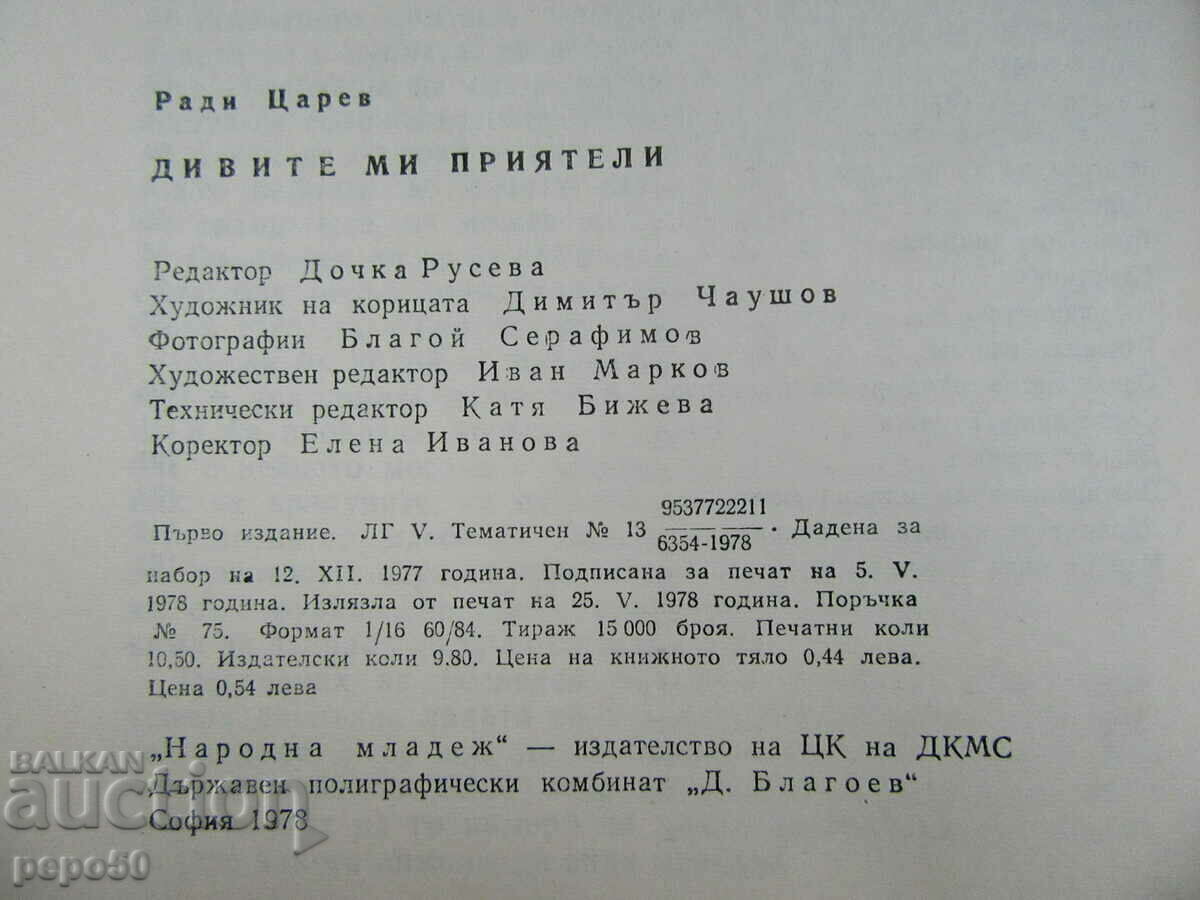 Ради Царев
ДИВИТЕ МИ ПРИЯТЕЛИ
Редактор Дочка Русева
Художник на корицата Димитър Чаушов
Фотографии Благой Серафимов
Художествен редактор Иван Марков
Технически редактор Катя Бижева
Коректор Елена Иванова
9537722211
Първо издание. ЛГ V. Тематичен № 13 ——— · Дадена за
6354-1978
набор на 12. XII. 1977 година. Подписана за печат на 5. V.
1978 година. Излязла от печат на 25. V. 1978 година. Поръчка
№ 75. Формат 1/16 60/84. Тираж 15 000 броя. Печатни коли
10,50. Издателски коли 9.80. Цена на книжното тяло 0,44 лева.
Цена 0,54 лева
„Народна младеж“ — издателство на ЦК на ДКМС
Държавен полиграфически комбинат „Д. Благоев“
София 1978
BALKAN
auction
pepo50